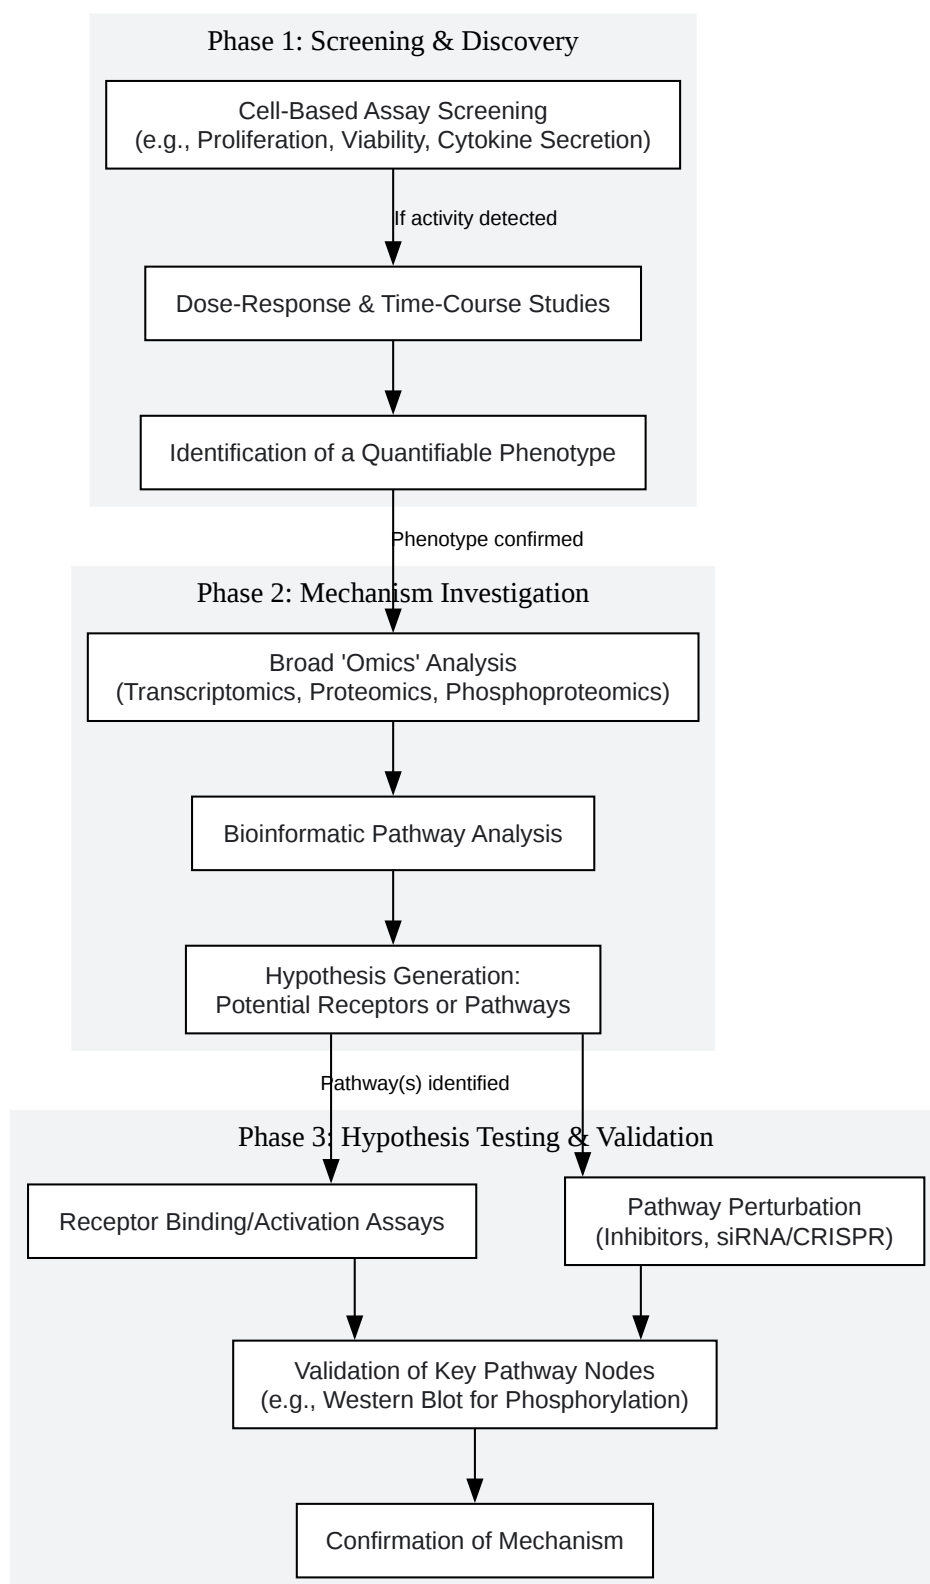 Phase 1: Screening & Discovery
Cell-Based Assay Screening
(e.g., Proliferation, Viability, Cytokine Secretion)
If activity detected
Dose-Response & Time-Course Studies
Identification of a Quantifiable Phenotype
Phenotype confirmed
Phase 2: Mechanism Investigation
Broad 'Omics' Analysis
(Transcriptomics, Proteomics, Phosphoproteomics)
Bioinformatic Pathway Analysis
Hypothesis Generation:
Potential Receptors or Pathways
Pathway(s) identified
Phase 3: Hypothesis Testing & Validation
Receptor Binding/Activation Assays
Pathway Perturbation
(Inhibitors, siRNA/CRISPR)
Validation of Key Pathway Nodes
(e.g., Western Blot for Phosphorylation)
Confirmation of Mechanism